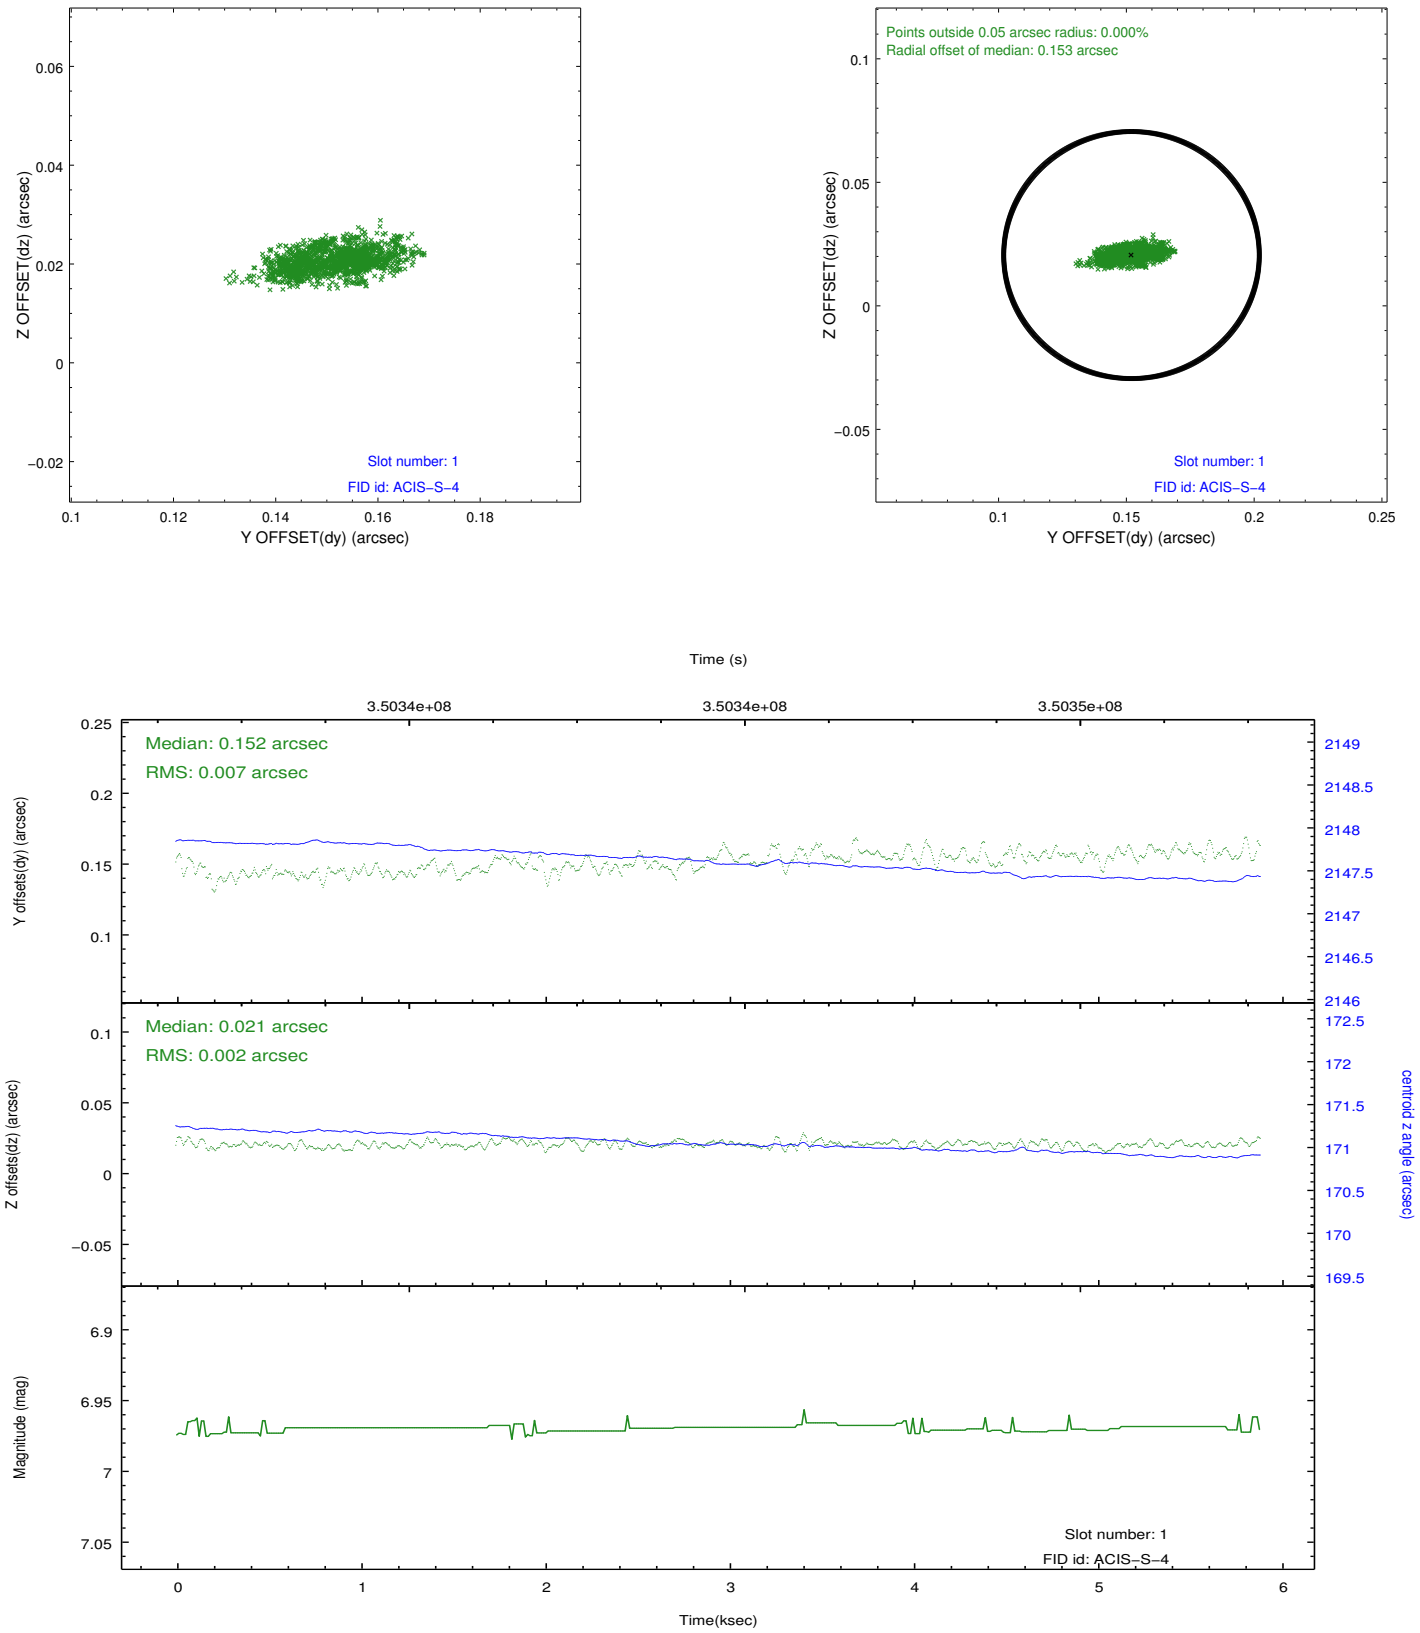 0.06
0.04
0.02
0
−0.02
Z OFFSET(dz) (arcsec)
Slot number: 1
FID id: ACIS−S−4
0.1 0.12 0.14 0.16 0.18
Y OFFSET(dy) (arcsec)
Points outside 0.05 arcsec radius: 0.000%
Radial offset of median: 0.153 arcsec
0.1
0.05
0
−0.05
Z OFFSET(dz) (arcsec)
Slot number: 1
FID id: ACIS−S−4
0.1 0.15 0.2 0.25
Y OFFSET(dy) (arcsec)
Time (s)
3.5034e+08 3.5034e+08 3.5035e+08
Median: 0.152 arcsec
RMS: 0.007 arcsec
0.25
0.2
0.15
0.1
Y offsets(dy) (arcsec)
2149
2148.5
2148
2147.5
2147
2146.5
2146
Median: 0.021 arcsec
RMS: 0.002 arcsec
0.1
0.05
0
−0.05
Z offsets(dz) (arcsec)
172.5
172
171.5
171
170.5
170
169.5
centroid z angle (arcsec)
6.9
6.95
7
7.05
Magnitude (mag)
Slot number: 1
FID id: ACIS−S−4
0 1 2 3 4 5 6
Time(ksec)